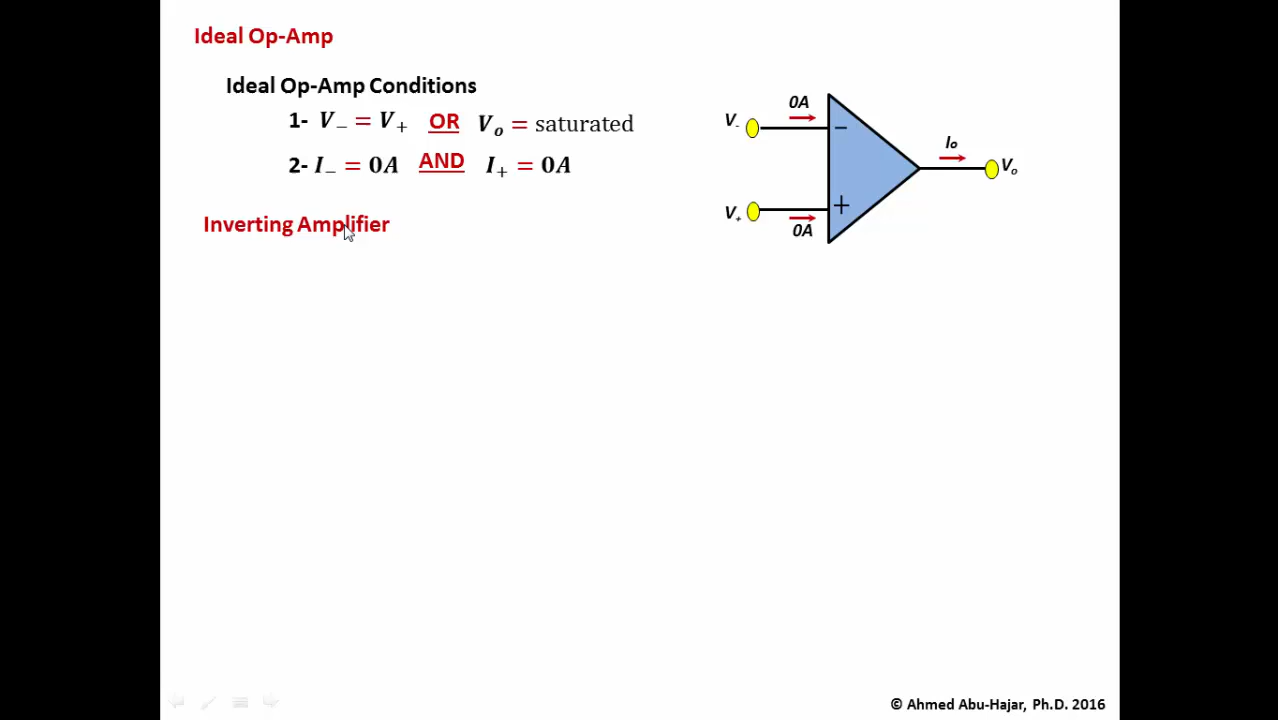 Ideal Op-Amp
Ideal Op-Amp Conditions
1- V₋ = V₊ OR Vₒ = saturated
2- I₋ = 0A AND I₊ = 0A
Inverting Amplifier
0A
V₋
−
Iₒ
Vₒ
V₊
+
0A
© Ahmed Abu-Hajar, Ph.D. 2016